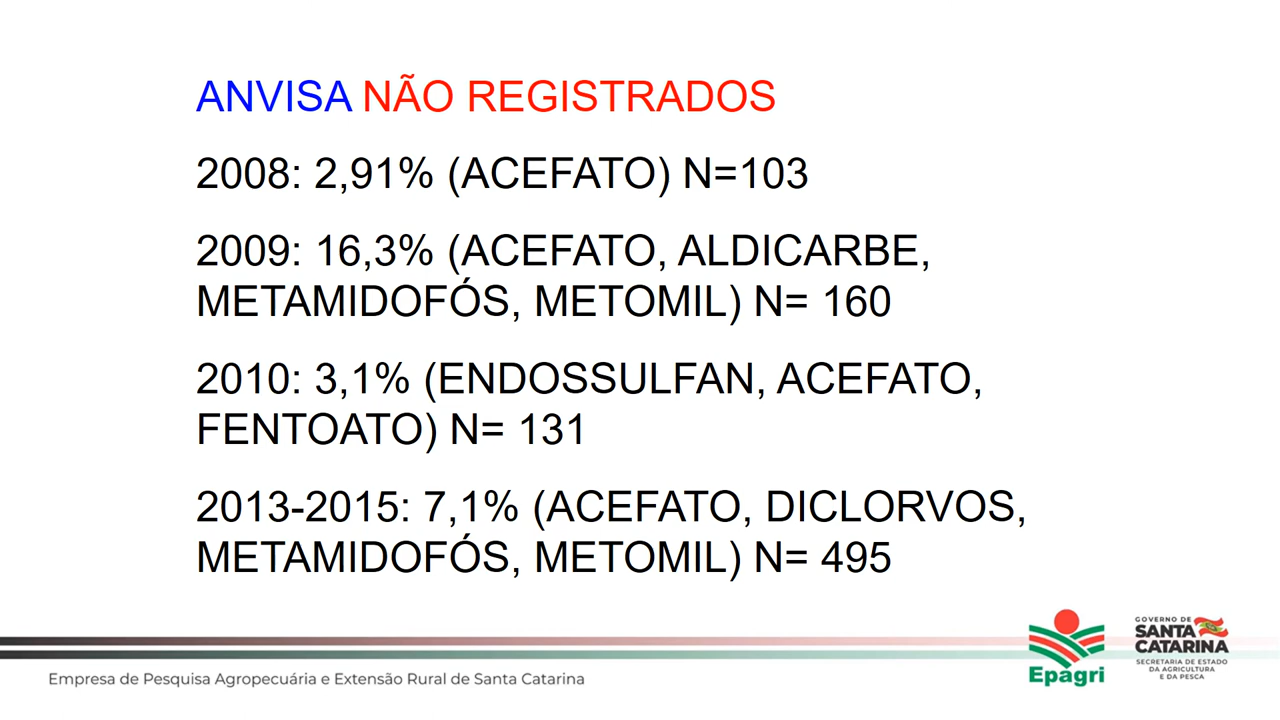 ANVISA NÃO REGISTRADOS
2008: 2,91% (ACEFATO) N=103
2009: 16,3% (ACEFATO, ALDICARBE,
METAMIDOFÓS, METOMIL) N= 160
2010: 3,1% (ENDOSSULFAN, ACEFATO,
FENTOATO) N= 131
2013-2015: 7,1% (ACEFATO, DICLORVOS,
METAMIDOFÓS, METOMIL) N= 495
Empresa de Pesquisa Agropecuária e Extensão Rural de Santa Catarina
Epagri
GOVERNO DE
SANTA
CATARINA
SECRETARIA DE ESTADO
DA AGRICULTURA
E DA PESCA